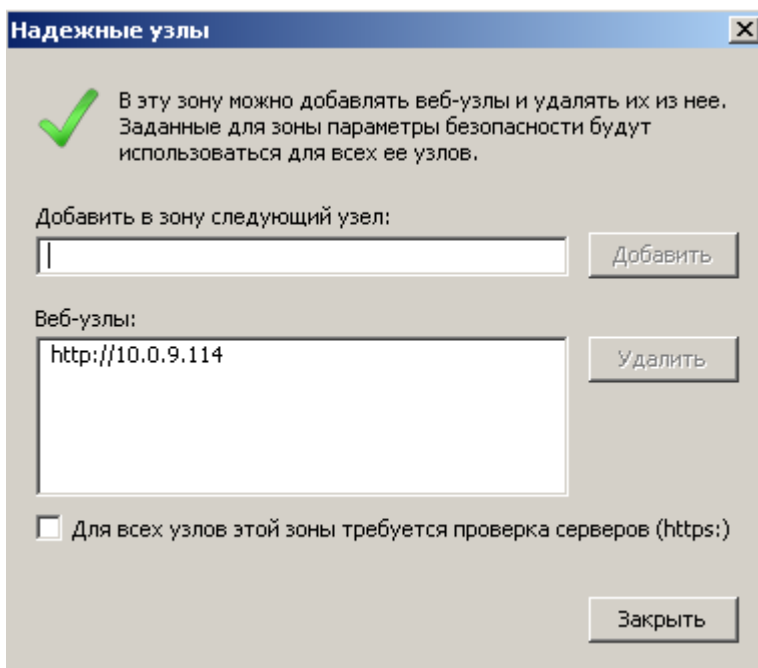 Надежные узлы
В эту зону можно добавлять веб-узлы и удалять их из нее.
Заданные для зоны параметры безопасности будут
использоваться для всех ее узлов.
Добавить в зону следующий узел:
Добавить
Веб-узлы:
http://10.0.9.114
Удалить
Для всех узлов этой зоны требуется проверка серверов (https:)
Закрыть